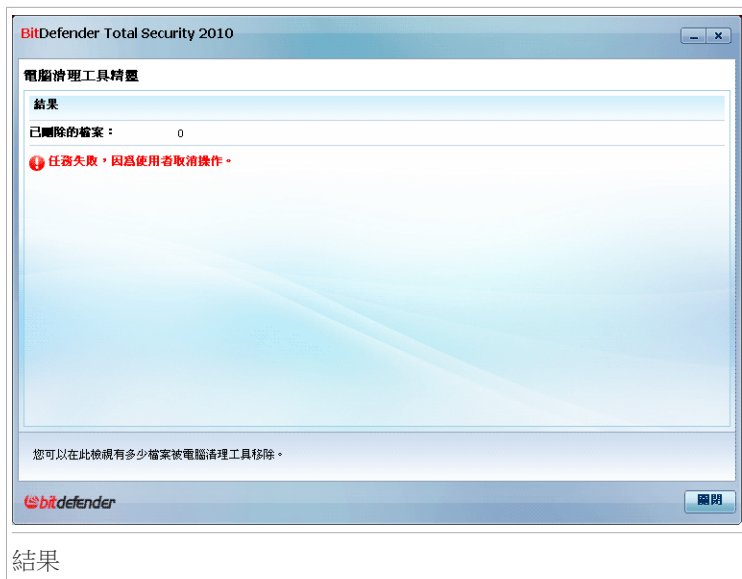 BitDefender Total Security 2010
電腦清理工具精靈
結果
已刪除的檔案： 0
任務失敗，因為使用者取消操作。
您可以在此檢視有多少檔案被電腦清理工具移除。
bitdefender
關閉
結果